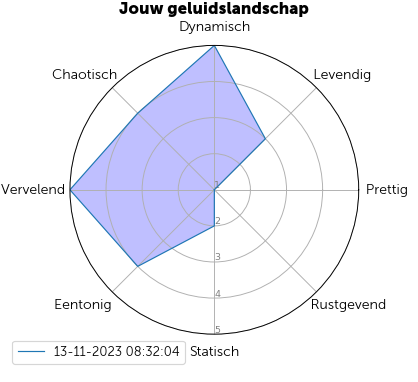 Jouw geluidslandschap
Dynamisch
Chaotisch
Levendig
Vervelend
1
Prettig
2
3
4
Eentonig
Rustgevend
5
13-11-2023 08:32:04
Statisch